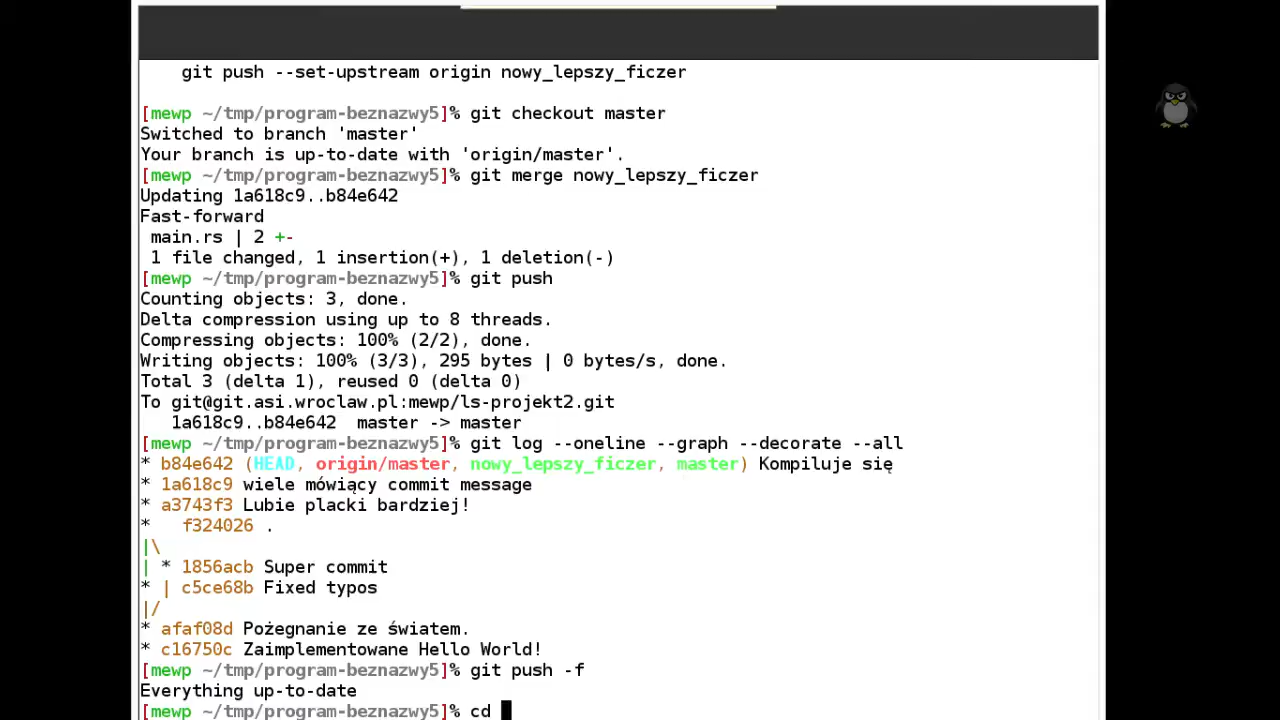 git push --set-upstream origin nowy_lepszy_ficzer
[mewp ~/tmp/program-beznazwy5]% git checkout master
Switched to branch 'master'
Your branch is up-to-date with 'origin/master'.
[mewp ~/tmp/program-beznazwy5]% git merge nowy_lepszy_ficzer
Updating 1a618c9..b84e642
Fast-forward
 main.rs | 2 +-
 1 file changed, 1 insertion(+), 1 deletion(-)
[mewp ~/tmp/program-beznazwy5]% git push
Counting objects: 3, done.
Delta compression using up to 8 threads.
Compressing objects: 100% (2/2), done.
Writing objects: 100% (3/3), 295 bytes | 0 bytes/s, done.
Total 3 (delta 1), reused 0 (delta 0)
To git@git.asi.wroclaw.pl:mewp/ls-projekt2.git
   1a618c9..b84e642  master -> master
[mewp ~/tmp/program-beznazwy5]% git log --oneline --graph --decorate --all
* b84e642 (HEAD, origin/master, nowy_lepszy_ficzer, master) Kompiluje się
* 1a618c9 wiele mówiący commit message
* a3743f3 Lubie placki bardziej!
*   f324026 .
|\
| * 1856acb Super commit
* | c5ce68b Fixed typos
|/
* afaf08d Pożegnanie ze światem.
* c16750c Zaimplementowane Hello World!
[mewp ~/tmp/program-beznazwy5]% git push -f
Everything up-to-date
[mewp ~/tmp/program-beznazwy5]% cd